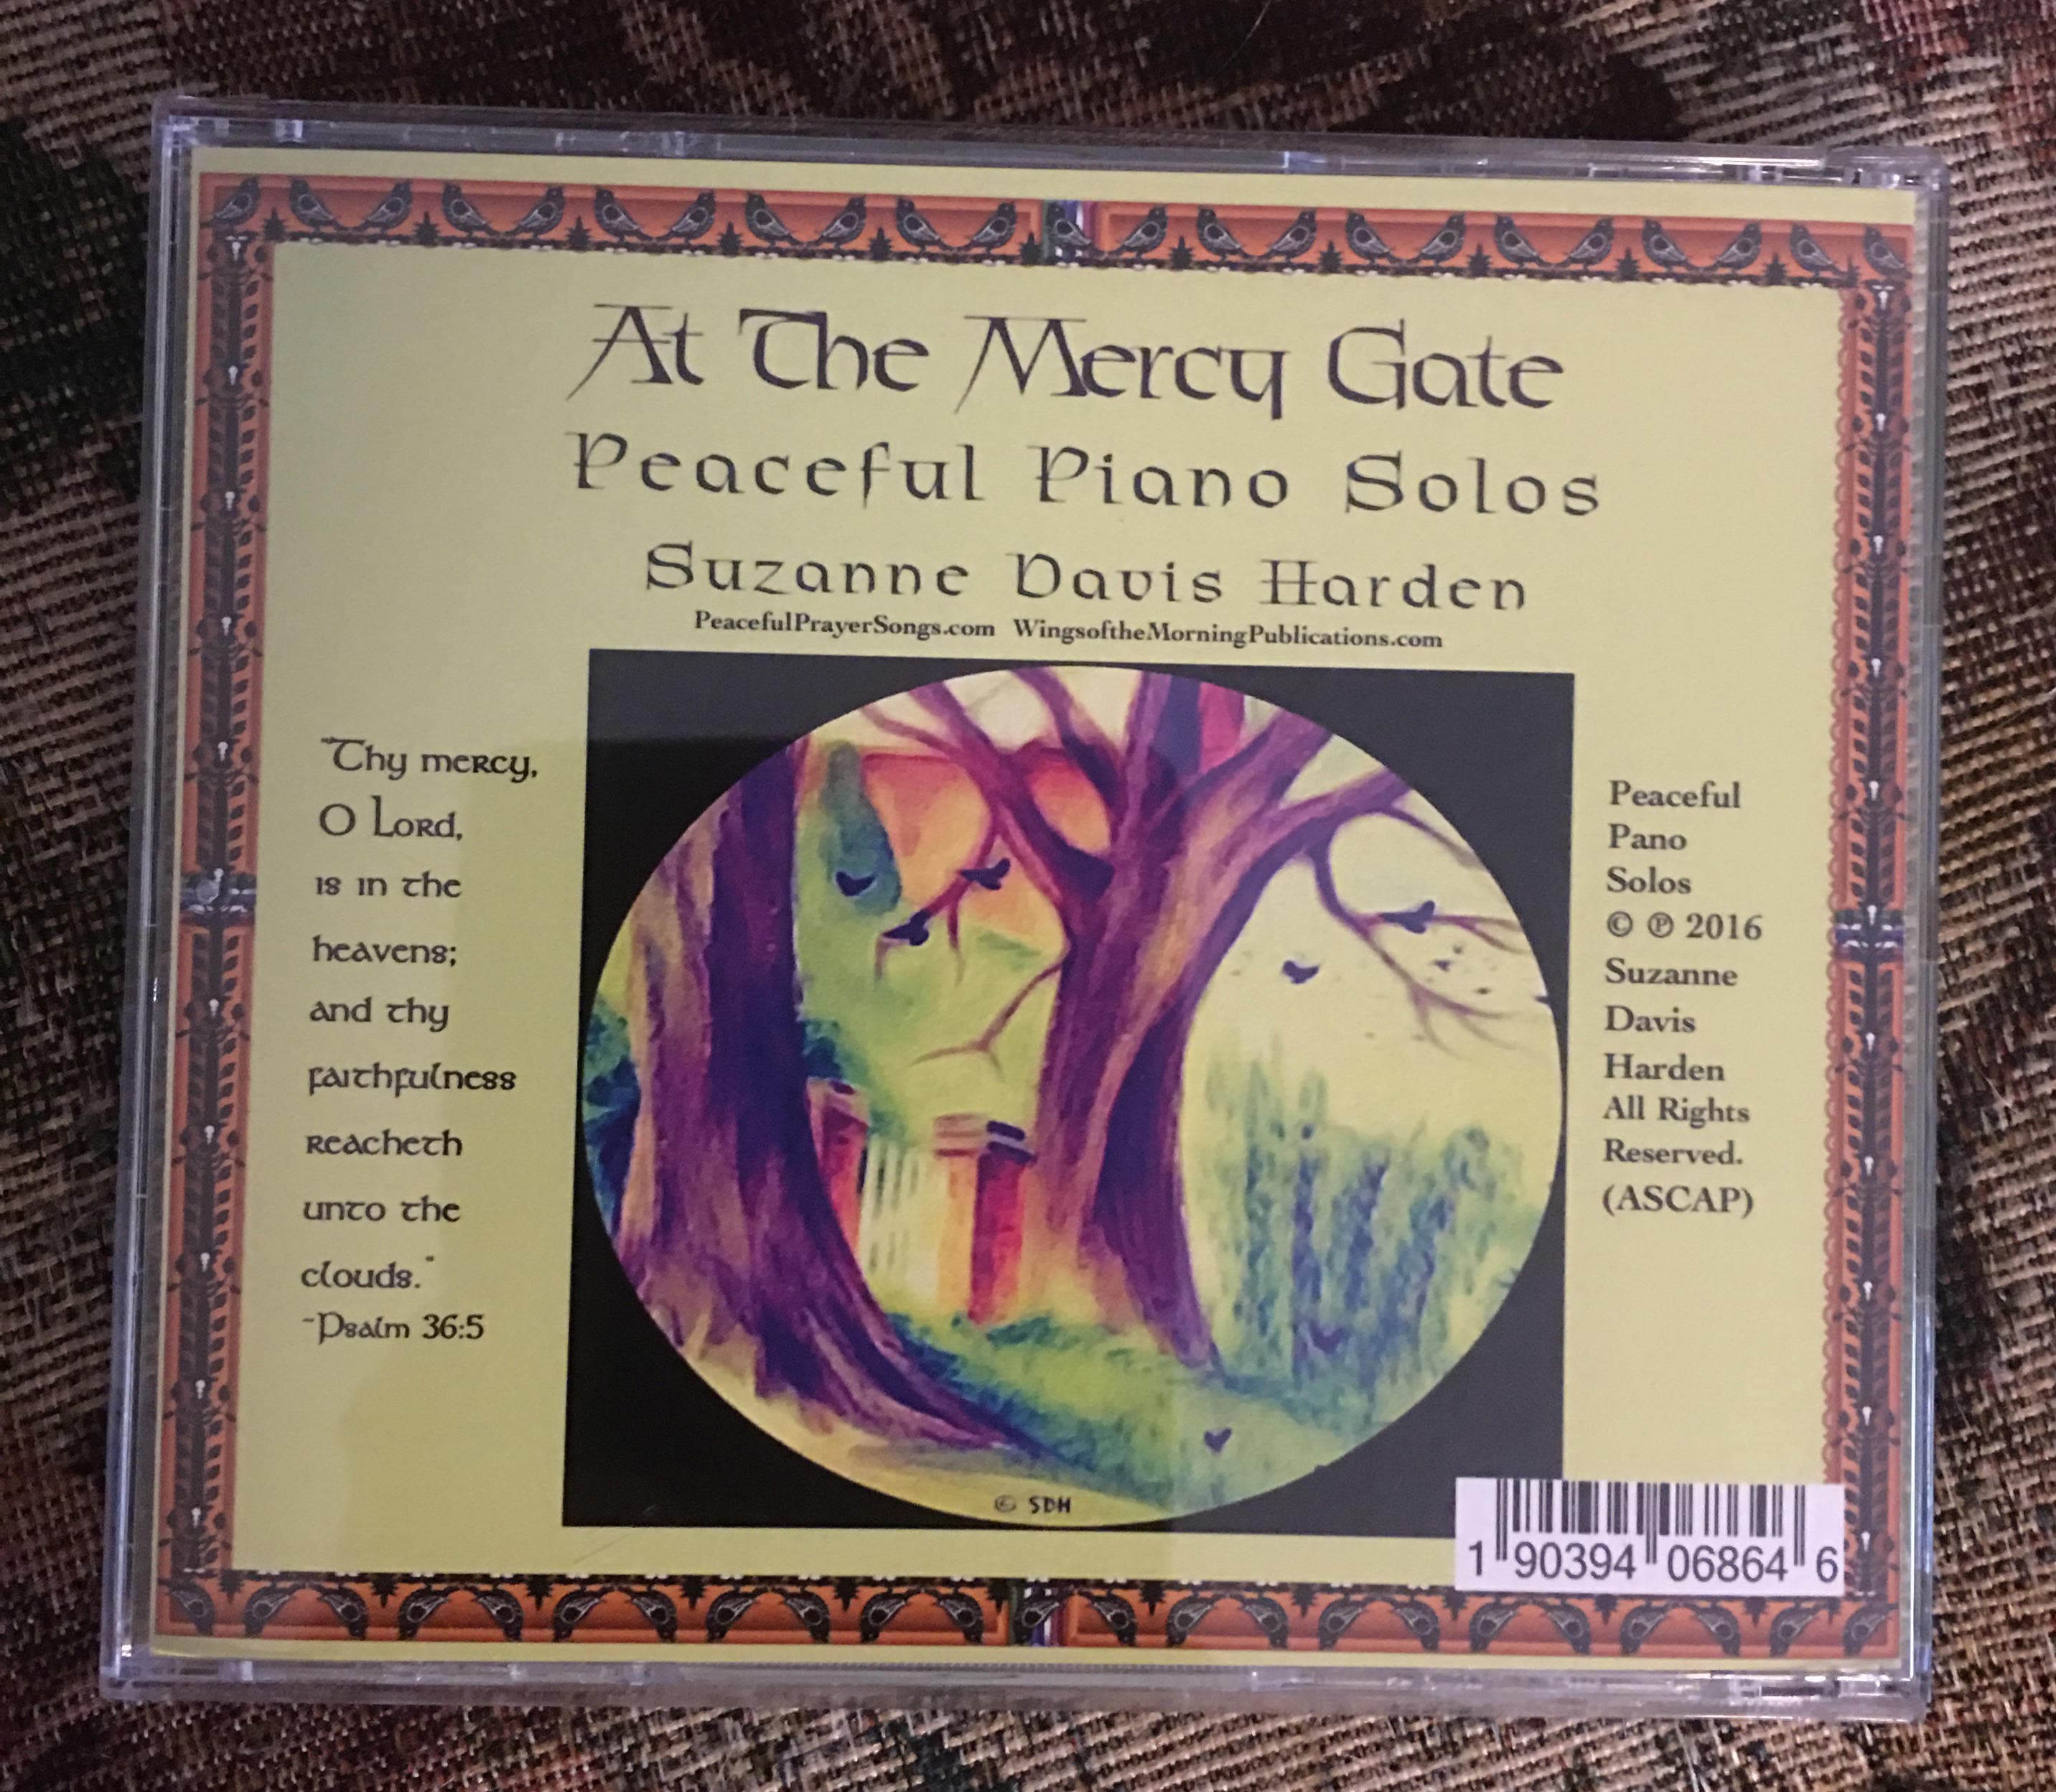 At The Mercy Gate
Peaceful Piano Solos
Suzanne Davis Harden
PeacefulPrayerSongs.com WingsoftheMorningPublications.com
"Thy mercy,
O Lord,
is in the
heavens;
and thy
faithfulness
reacheth
unto the
clouds."
~Psalm 36:5
Peaceful
Pano
Solos
© ℗ 2016
Suzanne
Davis
Harden
All Rights
Reserved.
(ASCAP)
© SDH
1 90394 06864 6